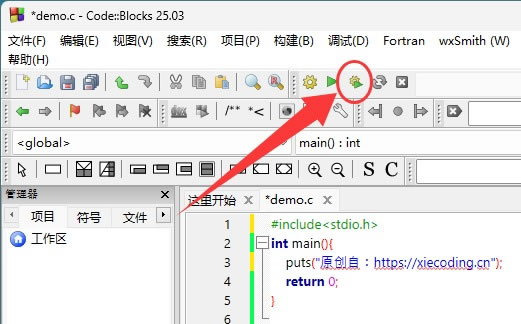 *demo.c - Code::Blocks 25.03
文件(F) 编辑(E) 视图(V) 搜索(R) 项目(P) 构建(B) 调试(D) Fortran wxSmith (W)
帮助(H)
/** *<
<global> main() : int
S C
管理器
项目 符号 文件
工作区
这里开始 *demo.c
1 #include<stdio.h>
2 int main(){
3 puts("原创自：https://xiecoding.cn");
4 return 0;
5 }
6